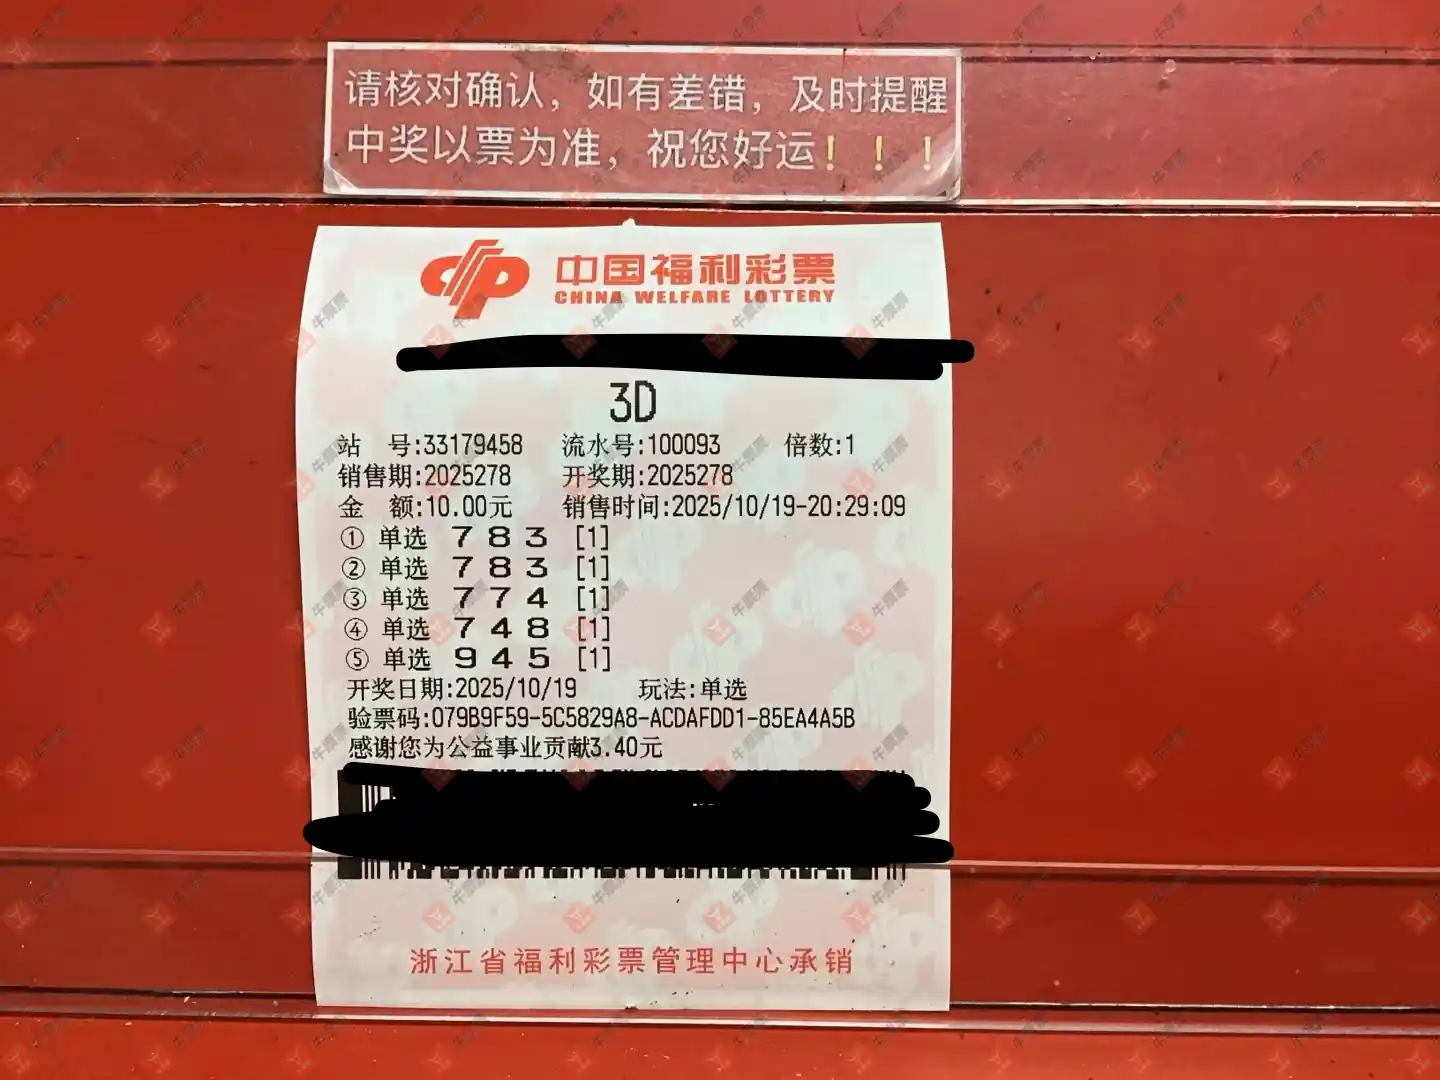 请核对确认，如有差错，及时提醒
中奖以票为准，祝您好运！！！
中国福利彩票
CHINA WELFARE LOTTERY
3D
站 号:33179458 流水号:100093 倍数:1
销售期:2025278 开奖期:2025278
金 额:10.00元 销售时间:2025/10/19-20:29:09
① 单选 7 8 3 [1]
② 单选 7 8 3 [1]
③ 单选 7 7 4 [1]
④ 单选 7 4 8 [1]
⑤ 单选 9 4 5 [1]
开奖日期:2025/10/19 玩法:单选
验票码:079B9F59-5C5829A8-ACDAFDD1-85EA4A5B
感谢您为公益事业贡献3.40元
浙江省福利彩票管理中心承销